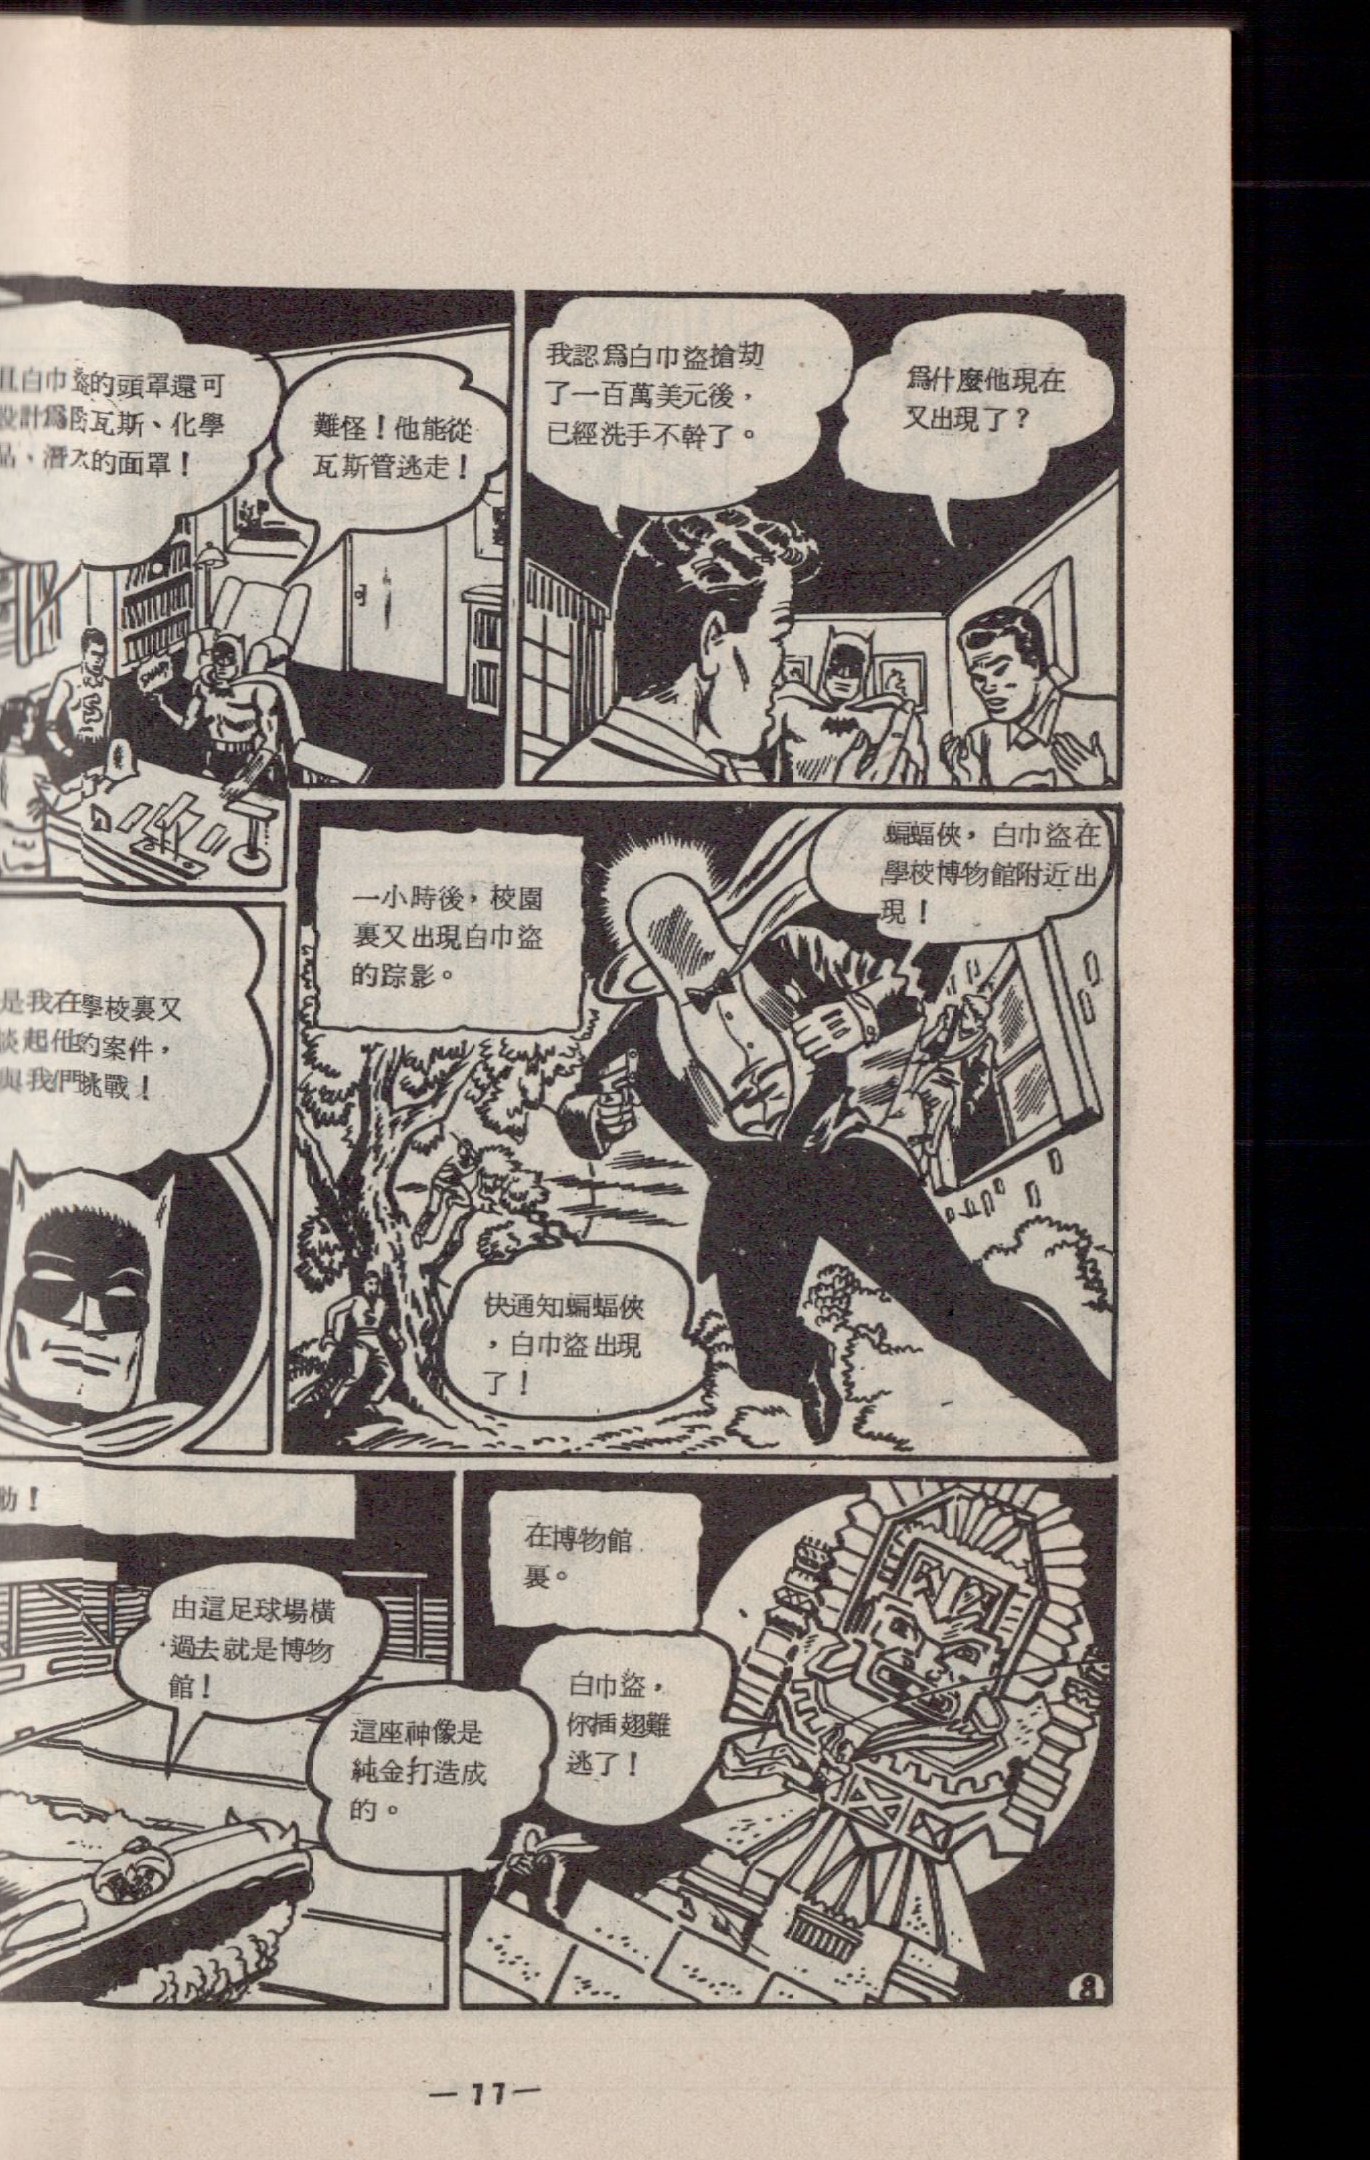 且白巾盜的頭罩還可
設計爲防瓦斯、化學
品、潛水的面罩！
難怪！他能從
瓦斯管逃走！
我認爲白巾盜搶劫
了一百萬美元後，
已經洗手不幹了。
爲什麼他現在
又出現了？
是我在學校裏又
談起他的案件，
與我們挑戰！
一小時後，校園
裏又出現白巾盜
的踪影。
蝙蝠俠，白巾盜在
學校博物館附近出
現！
快通知蝙蝠俠
，白巾盜出現
了！
動！
由這足球場橫
過去就是博物
館！
這座神像是
純金打造成
的。
在博物館
裏。
白巾盜，
你插翅難
逃了！
8
—11—